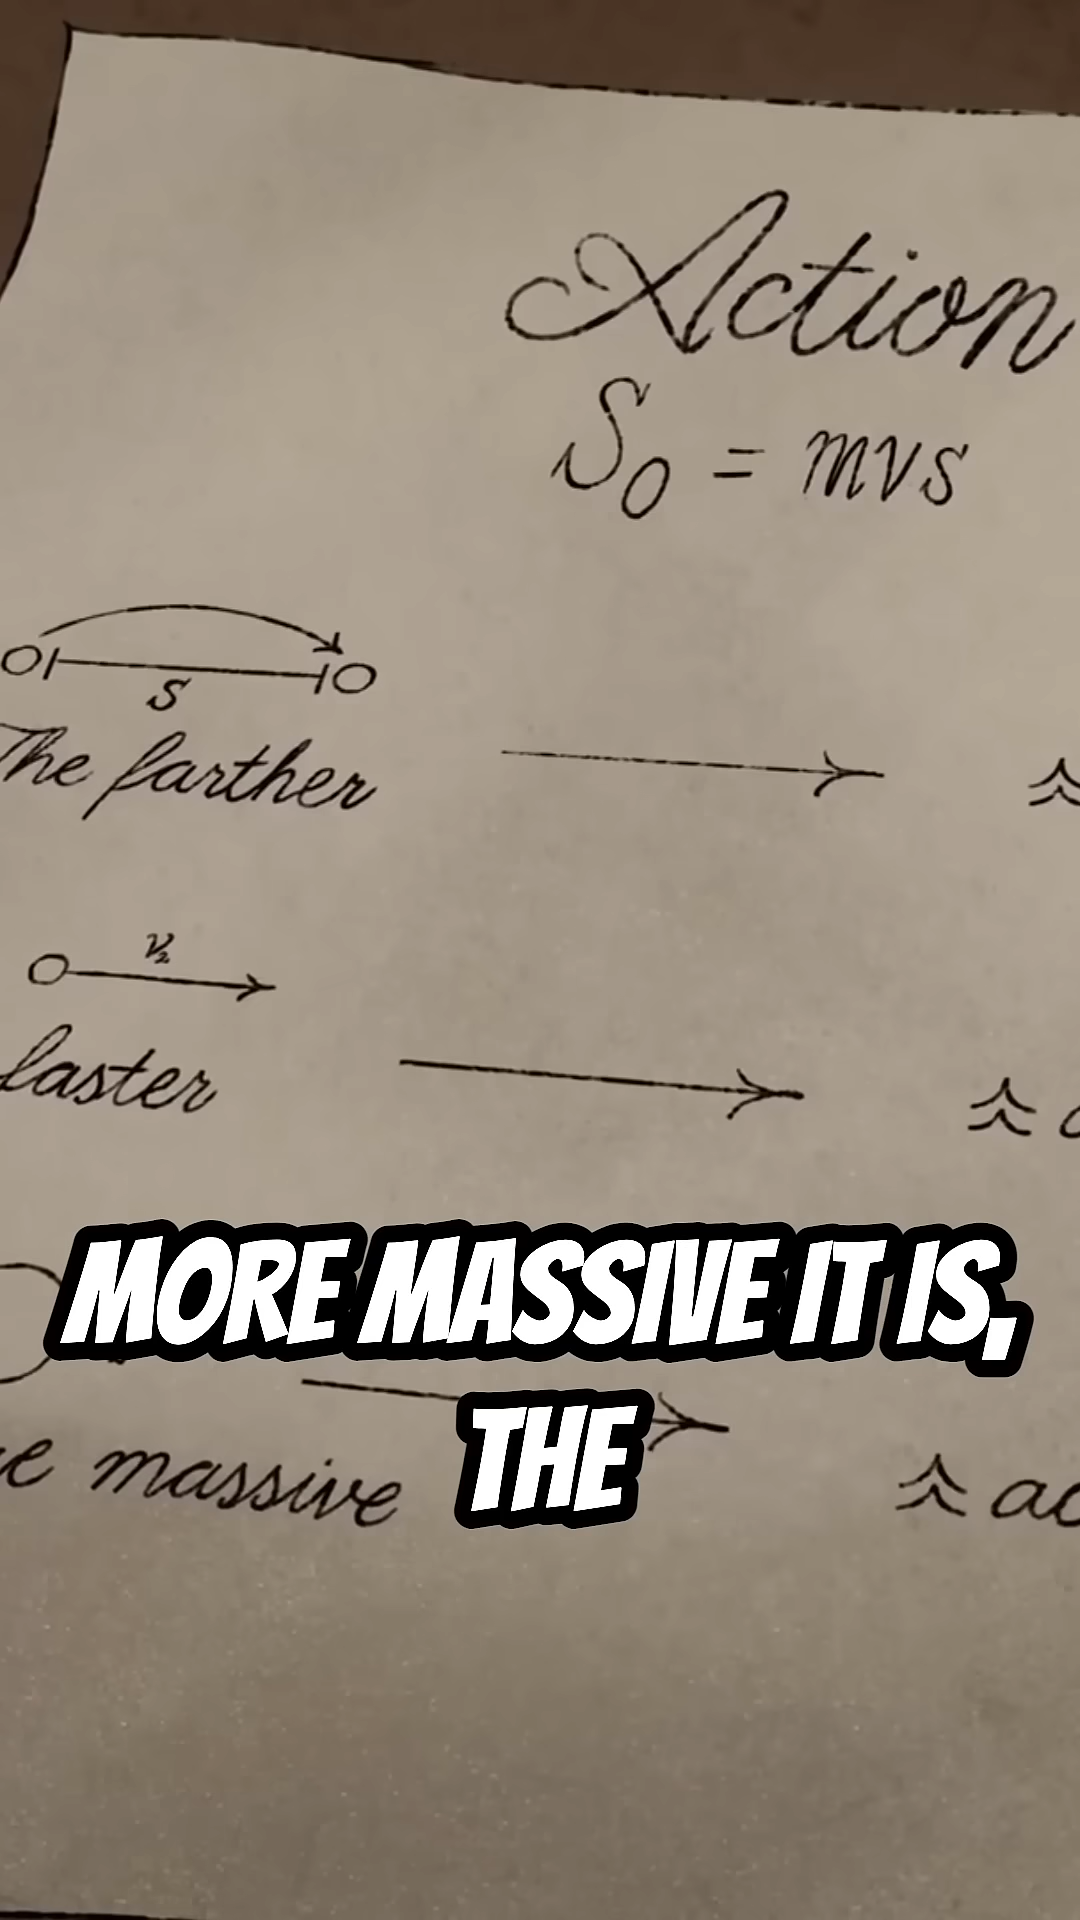 Action
S₀ = mvs
S
The farther
V₂
faster
MORE MASSIVE IT IS,
THE
massive